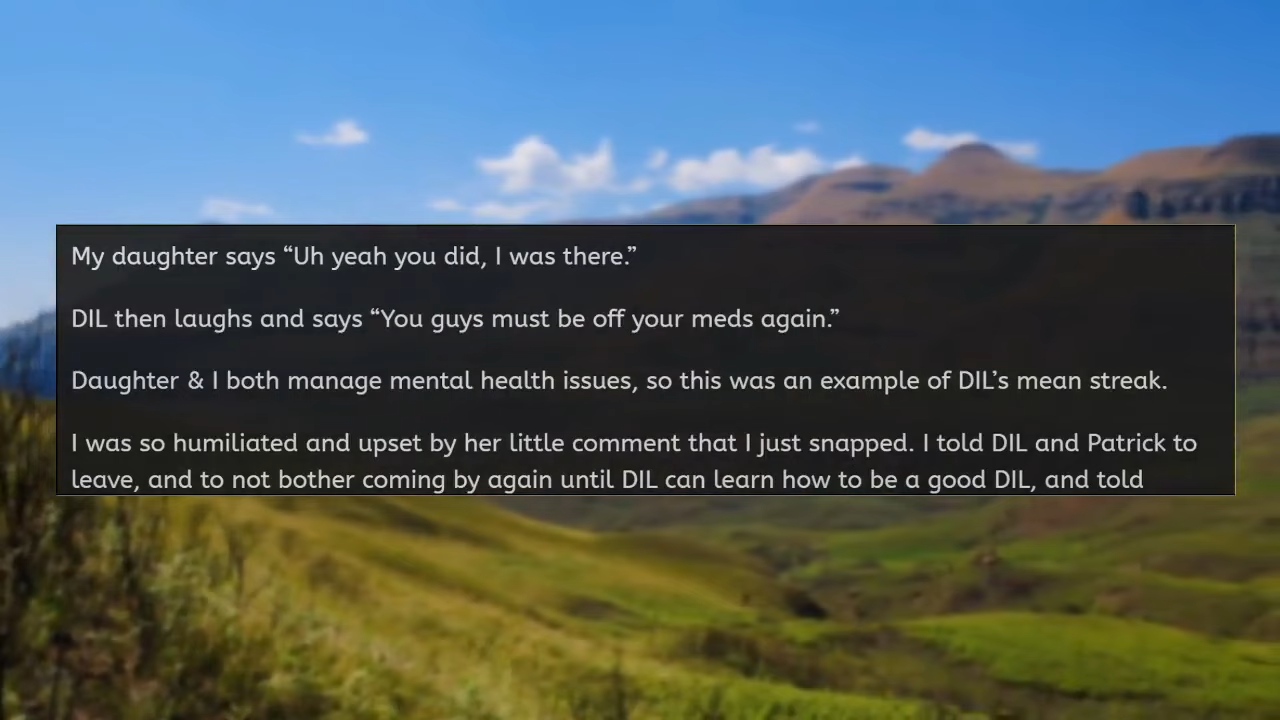 My daughter says “Uh yeah you did, I was there.”
DIL then laughs and says “You guys must be off your meds again.”
Daughter & I both manage mental health issues, so this was an example of DIL’s mean streak.
I was so humiliated and upset by her little comment that I just snapped. I told DIL and Patrick to
leave, and to not bother coming by again until DIL can learn how to be a good DIL, and told